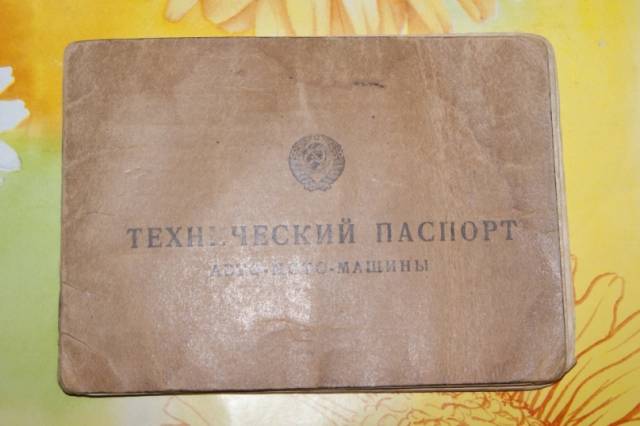 ТЕХНИЧЕСКИЙ ПАСПОРТ
АВТО-МОТО-МАШИНЫ